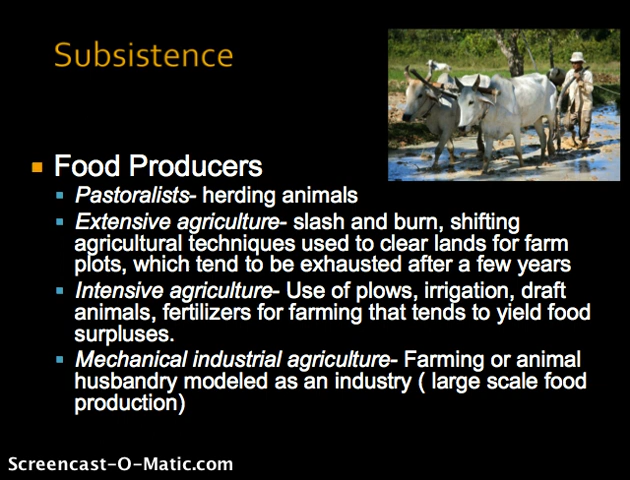 Subsistence
Food Producers
Pastoralists- herding animals
Extensive agriculture- slash and burn, shifting
agricultural techniques used to clear lands for farm
plots, which tend to be exhausted after a few years
Intensive agriculture- Use of plows, irrigation, draft
animals, fertilizers for farming that tends to yield food
surpluses.
Mechanical industrial agriculture- Farming or animal
husbandry modeled as an industry ( large scale food
production)
Screencast-O-Matic.com